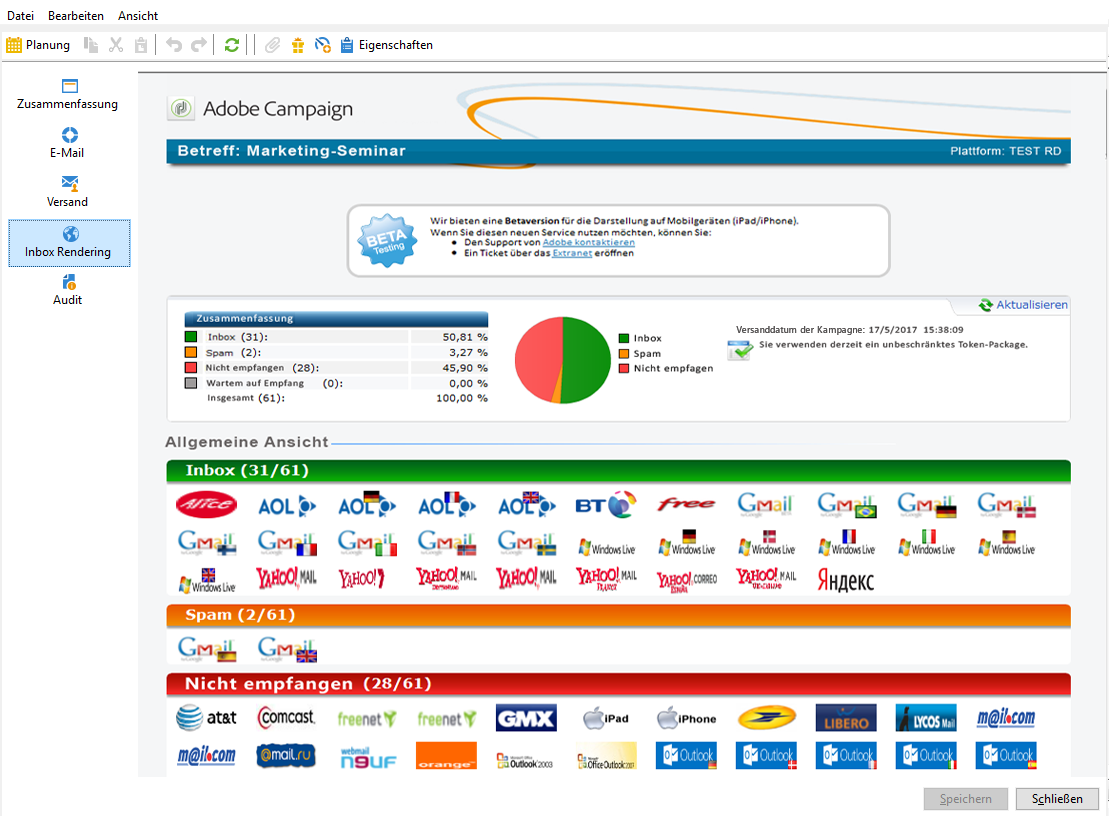 Datei Bearbeiten Ansicht
Planung Eigenschaften
Zusammenfassung
E-Mail
Versand
Inbox Rendering
Audit
Adobe Campaign
Betreff: Marketing-Seminar Plattform: TEST RD
BETA Testing
Wir bieten eine Betaversion für die Darstellung auf Mobilgeräten (iPad/iPhone).
Wenn Sie diesen neuen Service nutzen möchten, können Sie:
• Den Support von Adobe kontaktieren
• Ein Ticket über das Extranet eröffnen
Aktualisieren
Zusammenfassung
Inbox (31): 50,81 %
Spam (2): 3,27 %
Nicht empfangen (28): 45,90 %
Wartem auf Empfang (0): 0,00 %
Insgesamt (61): 100,00 %
Inbox
Spam
Nicht empfagen
Versanddatum der Kampagne: 17/5/2017 15:38:09
Sie verwenden derzeit ein unbeschränktes Token-Package.
Allgemeine Ansicht
Inbox (31/61)
Alice AOL AOL AOL AOL BT free Gmail Gmail Gmail Gmail
Gmail Gmail Gmail Gmail Gmail Windows Live Windows Live Windows Live Windows Live Windows Live Windows Live
Windows Live YAHOO! MAIL YAHOO! YAHOO! MAIL YAHOO! MAIL YAHOO! MAIL FRANCE YAHOO! CORREO YAHOO! MAIL Яндекс
Spam (2/61)
Gmail Gmail
Nicht empfangen (28/61)
at&t Comcast. freenet freenet GMX iPad iPhone LIBERO LYCOS Mail m@il.com
m@il.com @mail.ru webmail n9uf orange Outlook 2003 Office Outlook 2007 Outlook Outlook Outlook Outlook Outlook
Speichern Schließen